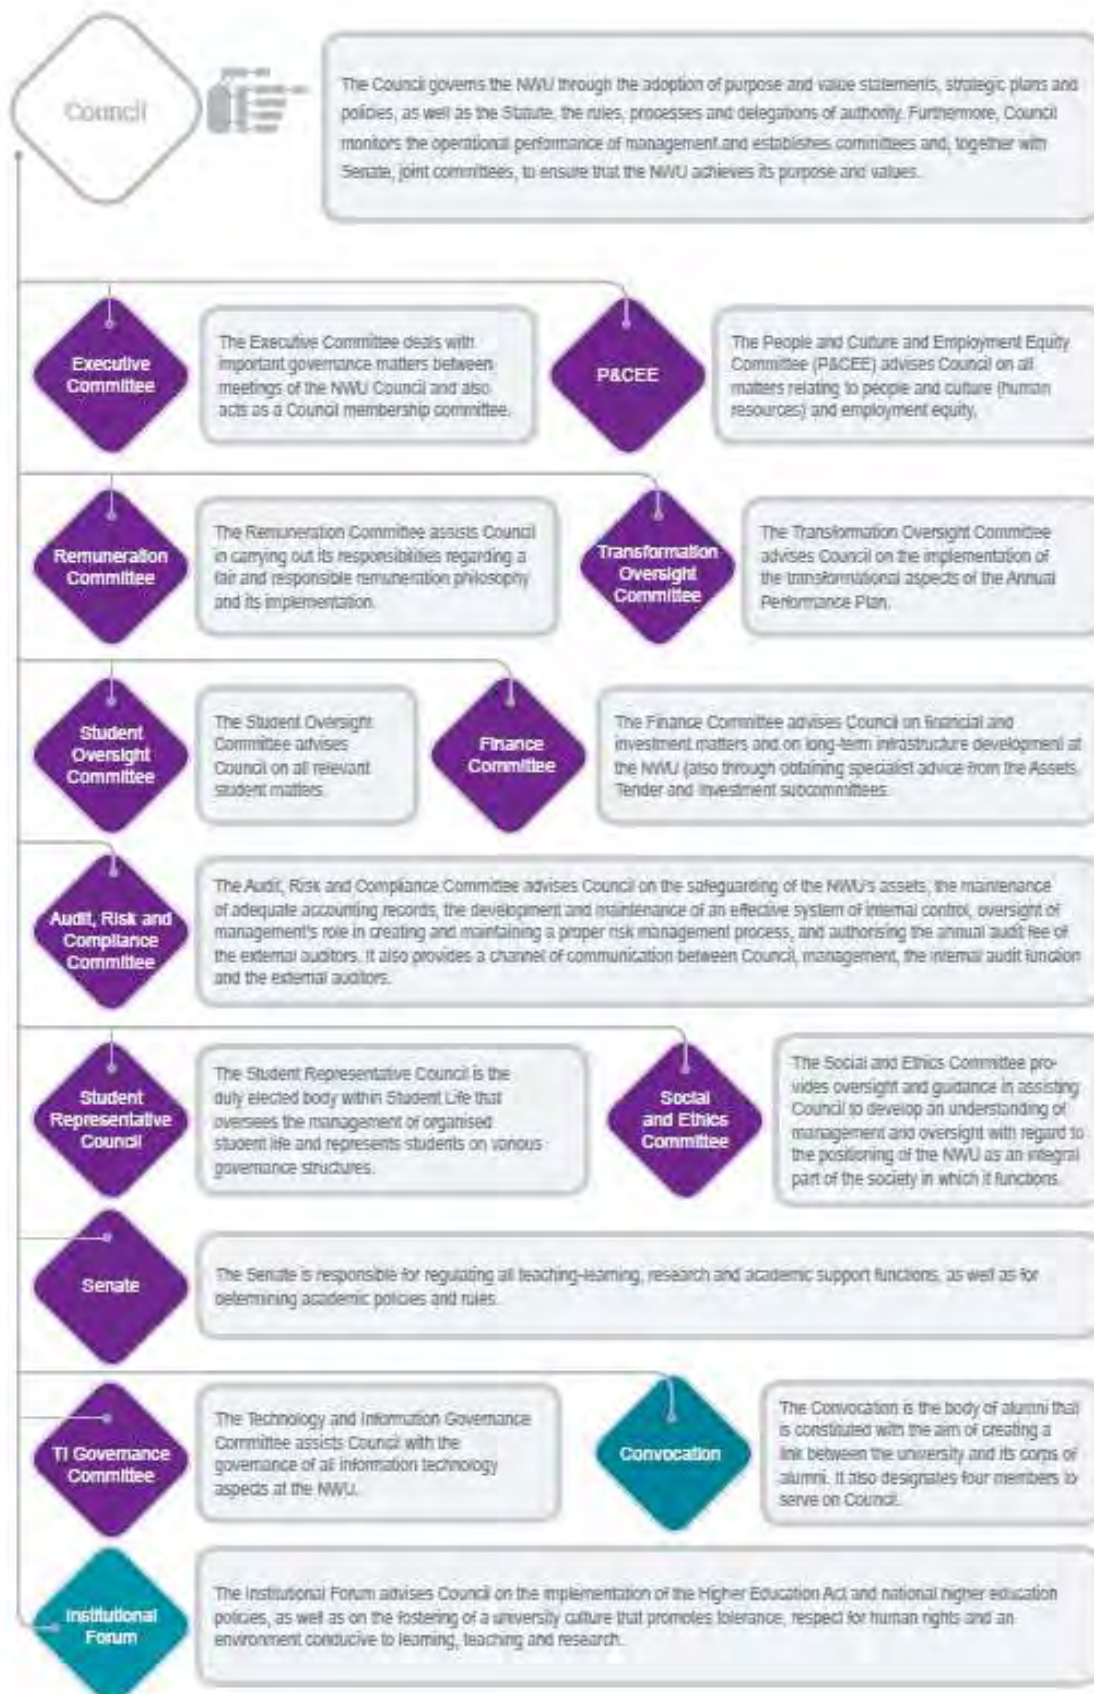 Council
The Council governs the NWU through the adoption of purpose and value statements, strategic plans and
policies, as well as the Statute, the rules, processes and delegations of authority. Furthermore, Council
monitors the operational performance of management and establishes committees and, together with
Senate, joint committees, to ensure that the NWU achieves its purpose and values.
Executive
Committee
The Executive Committee deals with
important governance matters between
meetings of the NWU Council and also
acts as a Council membership committee.
P&CEE
The People and Culture and Employment Equity
Committee (P&CEE) advises Council on all
matters relating to people and culture (human
resources) and employment equity.
Remuneration
Committee
The Remuneration Committee assists Council
in carrying out its responsibilities regarding a
fair and responsible remuneration philosophy
and its implementation.
Transformation
Oversight
Committee
The Transformation Oversight Committee
advises Council on the implementation of
the transformational aspects of the Annual
Performance Plan.
Student
Oversight
Committee
The Student Oversight
Committee advises
Council on all relevant
student matters.
Finance
Committee
The Finance Committee advises Council on financial and
investment matters and on long-term infrastructure development at
the NWU (also through obtaining specialist advice from the Assets,
Tender and Investment subcommittees.
Audit, Risk and
Compliance
Committee
The Audit, Risk and Compliance Committee advises Council on the safeguarding of the NWU's assets, the maintenance
of adequate accounting records, the development and maintenance of an effective system of internal control, oversight of
management's role in creating and maintaining a proper risk management process, and authorising the annual audit fee of
the external auditors. It also provides a channel of communication between Council, management, the internal audit function
and the external auditors.
Student
Representative
Council
The Student Representative Council is the
duly elected body within Student Life that
oversees the management of organised
student life and represents students on various
governance structures.
Social
and Ethics
Committee
The Social and Ethics Committee pro-
vides oversight and guidance in assisting
Council to develop an understanding of
management and oversight with regard to
the positioning of the NWU as an integral
part of the society in which it functions.
Senate
The Senate is responsible for regulating all teaching-learning, research and academic support functions, as well as for
determining academic policies and rules.
TI Governance
Committee
The Technology and Information Governance
Committee assists Council with the
governance of all information technology
aspects at the NWU.
Convocation
The Convocation is the body of alumni that
is constituted with the aim of creating a
link between the university and its corps of
alumni. It also designates four members to
serve on Council.
Institutional
Forum
The Institutional Forum advises Council on the implementation of the Higher Education Act and national higher education
policies, as well as on the fostering of a university culture that promotes tolerance, respect for human rights and an
environment conducive to learning, teaching and research.